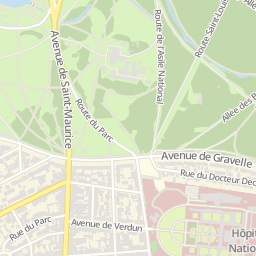 Avenue de Saint-Maurice
Route de l'Asile National
Route Saint-Loui
Allée des B
Route du Parc
Avenue de Gravelle
Rue du Docteur Dec
Rue du Parc
Avenue de Verdun
Hôpit
Nation